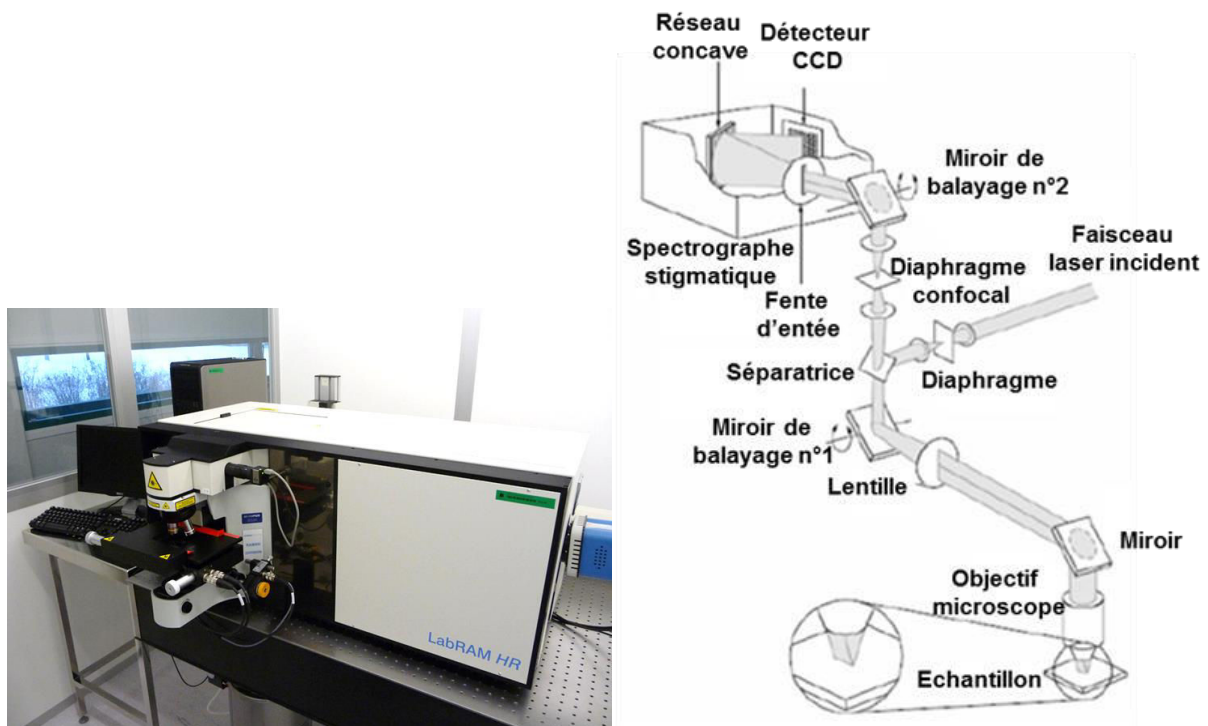 LabRAM HR
Réseau
concave
Détecteur
CCD
Miroir de
balayage n°2
Spectrographe
stigmatique
Fente
d'entée
Diaphragme
confocal
Faisceau
laser incident
Séparatrice
Diaphragme
Miroir de
balayage n°1
Lentille
Miroir
Objectif
microscope
Echantillon